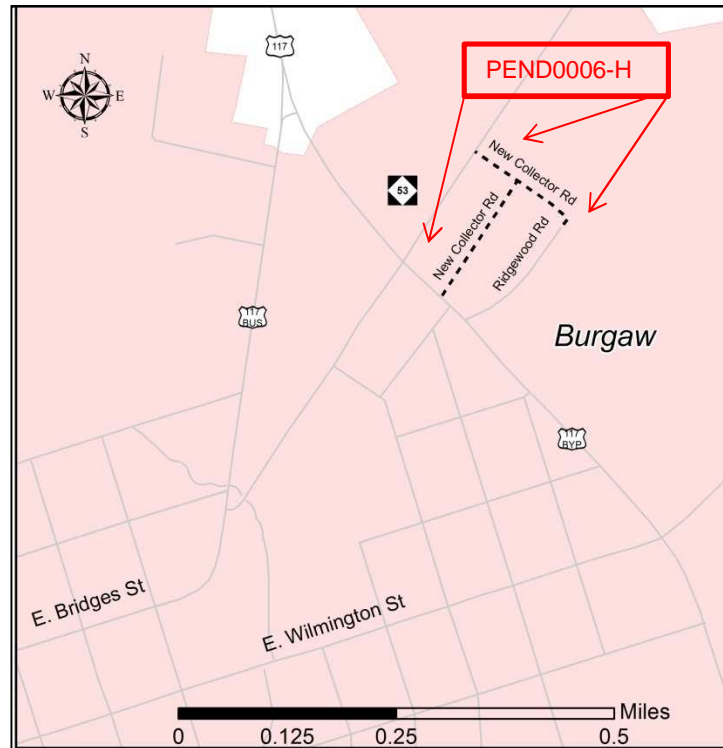 117
N
W E
S
PEND0006-H
53
New Collector Rd
New Collector Rd
Ridgewood Rd
117
BUS
Burgaw
117
BYP
E. Bridges St
E. Wilmington St
Miles
0 0.125 0.25 0.5